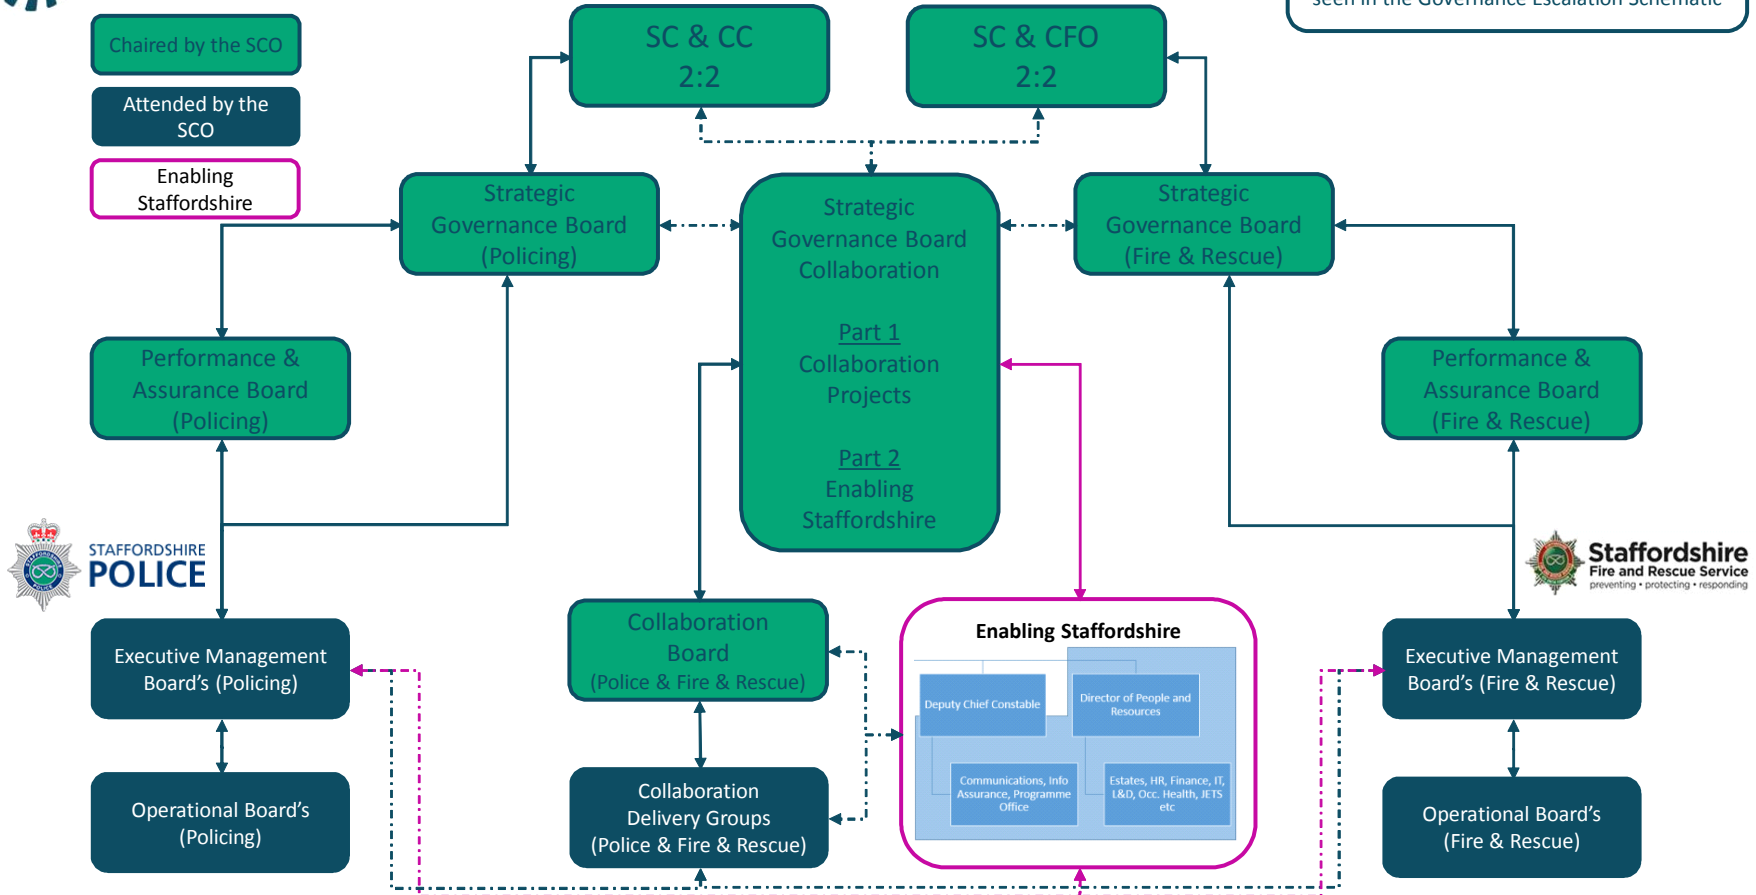 seen in the Governance Escalation Schematic
Chaired by the SCO
Attended by the
SCO
Enabling
Staffordshire
SC & CC
2:2
SC & CFO
2:2
Strategic
Governance Board
(Policing)
Strategic
Governance Board
Collaboration
Part 1
Collaboration
Projects
Part 2
Enabling
Staffordshire
Strategic
Governance Board
(Fire & Rescue)
Performance &
Assurance Board
(Policing)
Performance &
Assurance Board
(Fire & Rescue)
STAFFORDSHIRE
POLICE
Staffordshire
Fire and Rescue Service
preventing • protecting • responding
Executive Management
Board's (Policing)
Collaboration
Board
(Police & Fire & Rescue)
Enabling Staffordshire
Deputy Chief Constable
Director of People and
Resources
Communications, Info
Assurance, Programme
Office
Estates, HR, Finance, IT,
L&D, Occ. Health, JETS
etc
Executive Management
Board's (Fire & Rescue)
Operational Board's
(Policing)
Collaboration
Delivery Groups
(Police & Fire & Rescue)
Operational Board's
(Fire & Rescue)